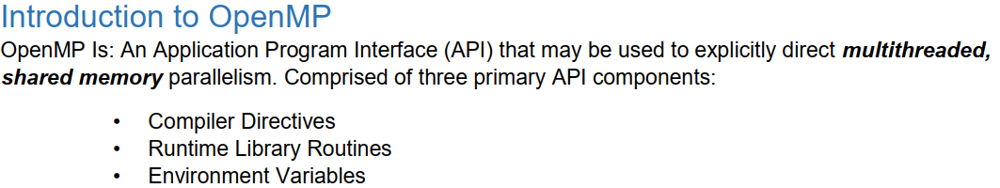 Introduction to OpenMP
OpenMP Is: An Application Program Interface (API) that may be used to explicitly direct multithreaded,
shared memory parallelism. Comprised of three primary API components:
• Compiler Directives
• Runtime Library Routines
• Environment Variables